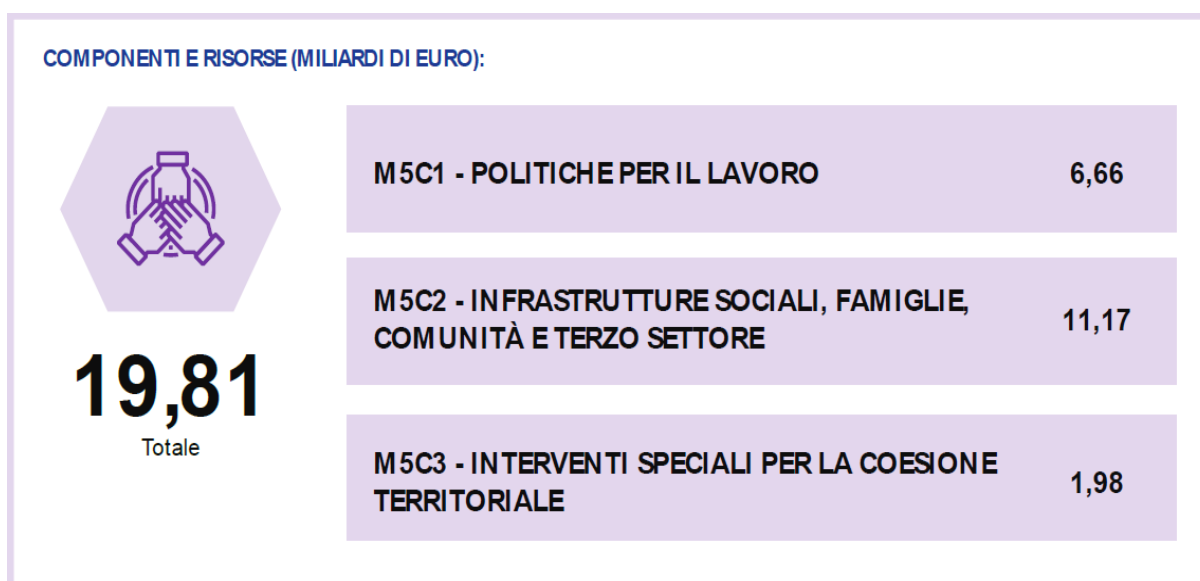 COMPONENTI E RISORSE (MILIARDI DI EURO):
M5C1 - POLITICHE PER IL LAVORO 6,66
M5C2 - INFRASTRUTTURE SOCIALI, FAMIGLIE,
COMUNITÀ E TERZO SETTORE
11,17
19,81
Totale
M5C3 - INTERVENTI SPECIALI PER LA COESIONE
TERRITORIALE
1,98